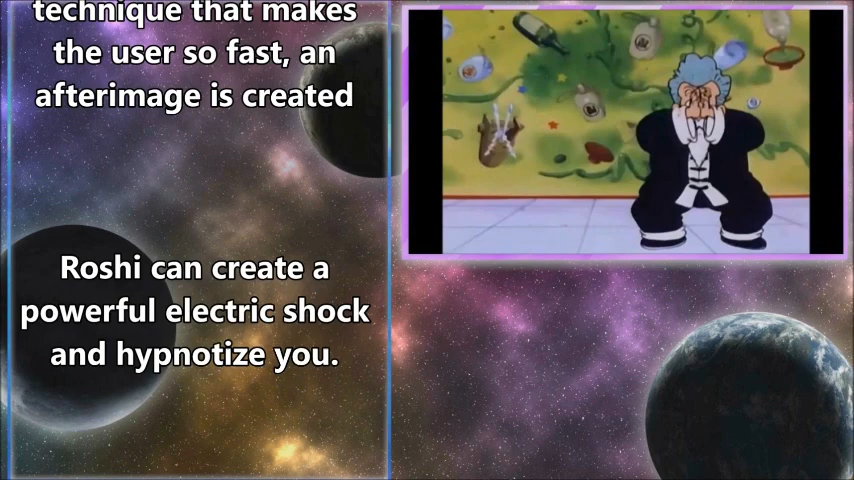 technique that makes
the user so fast, an
afterimage is created
Roshi can create a
powerful electric shock
and hypnotize you.